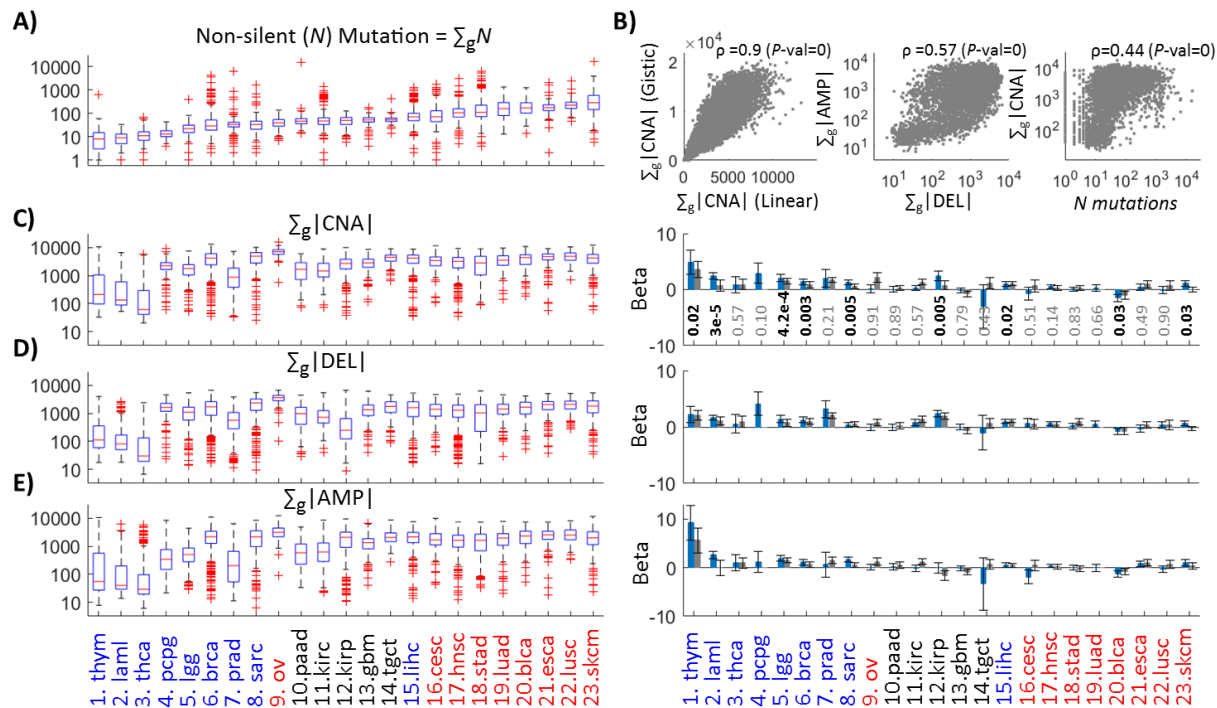 A)
Non-silent (N) Mutation = ∑gN
10000
1000
100
10
1
B)
×10⁴
ρ =0.9 (P-val=0)
∑g|CNA| (Gistic)
2
1
0
0 5000 10000
∑g|CNA| (Linear)
ρ=0.57 (P-val=0)
∑g|AMP|
10⁴
10³
10²
10¹
10¹ 10² 10³
∑g|DEL|
ρ=0.44 (P-val=0)
∑g|CNA|
10⁴
10³
10²
10⁰ 10¹ 10² 10³ 10⁴
N mutations
C)
∑g|CNA|
10000
1000
100
10
Beta
10
0
-10
0.02 3e-5 0.57 0.10 4.2e-4 0.003 0.21 0.005 0.91 0.89 0.57 0.005 0.79 0.43 0.02 0.51 0.14 0.83 0.66 0.03 0.49 0.90 0.03
D)
∑g|DEL|
10000
1000
100
10
Beta
10
0
-10
E)
∑g|AMP|
10000
1000
100
10
Beta
10
0
-10
1. thym
2. laml
3. thca
4. pcpg
5. lgg
6. brca
7. prad
8. sarc
9. ov
10.paad
11.kirc
12.kirp
13.gbm
14.tgct
15.lihc
16.cesc
17.hnsc
18.stad
19.luad
20.blca
21.esca
22.lusc
23.skcm
1. thym
2. laml
3. thca
4. pcpg
5. lgg
6. brca
7. prad
8. sarc
9. ov
10.paad
11.kirc
12.kirp
13.gbm
14.tgct
15.lihc
16.cesc
17.hnsc
18.stad
19.luad
20.blca
21.esca
22.lusc
23.skcm